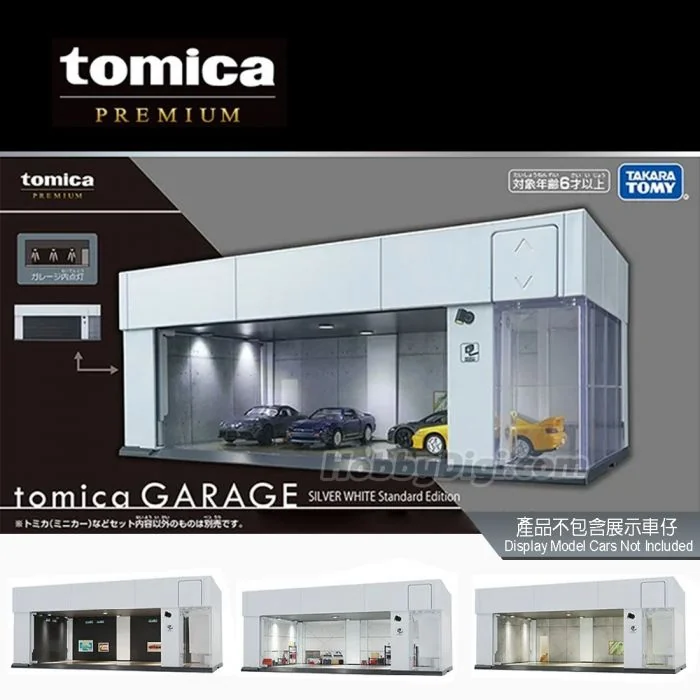 tomica
PREMIUM
tomica
PREMIUM
対象年齢6才以上
TAKARA
TOMY
ガレージ内点灯
HobbyDigi.com
tomica GARAGE SILVER WHITE Standard Edition
※トミカ(ミニカー)などセット内容以外のものは別売です。
產品不包含展示車仔
Display Model Cars Not Included